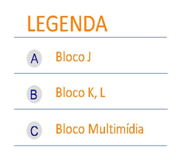 LEGENDA
A Bloco J
B Bloco K, L
C Bloco Multimídia